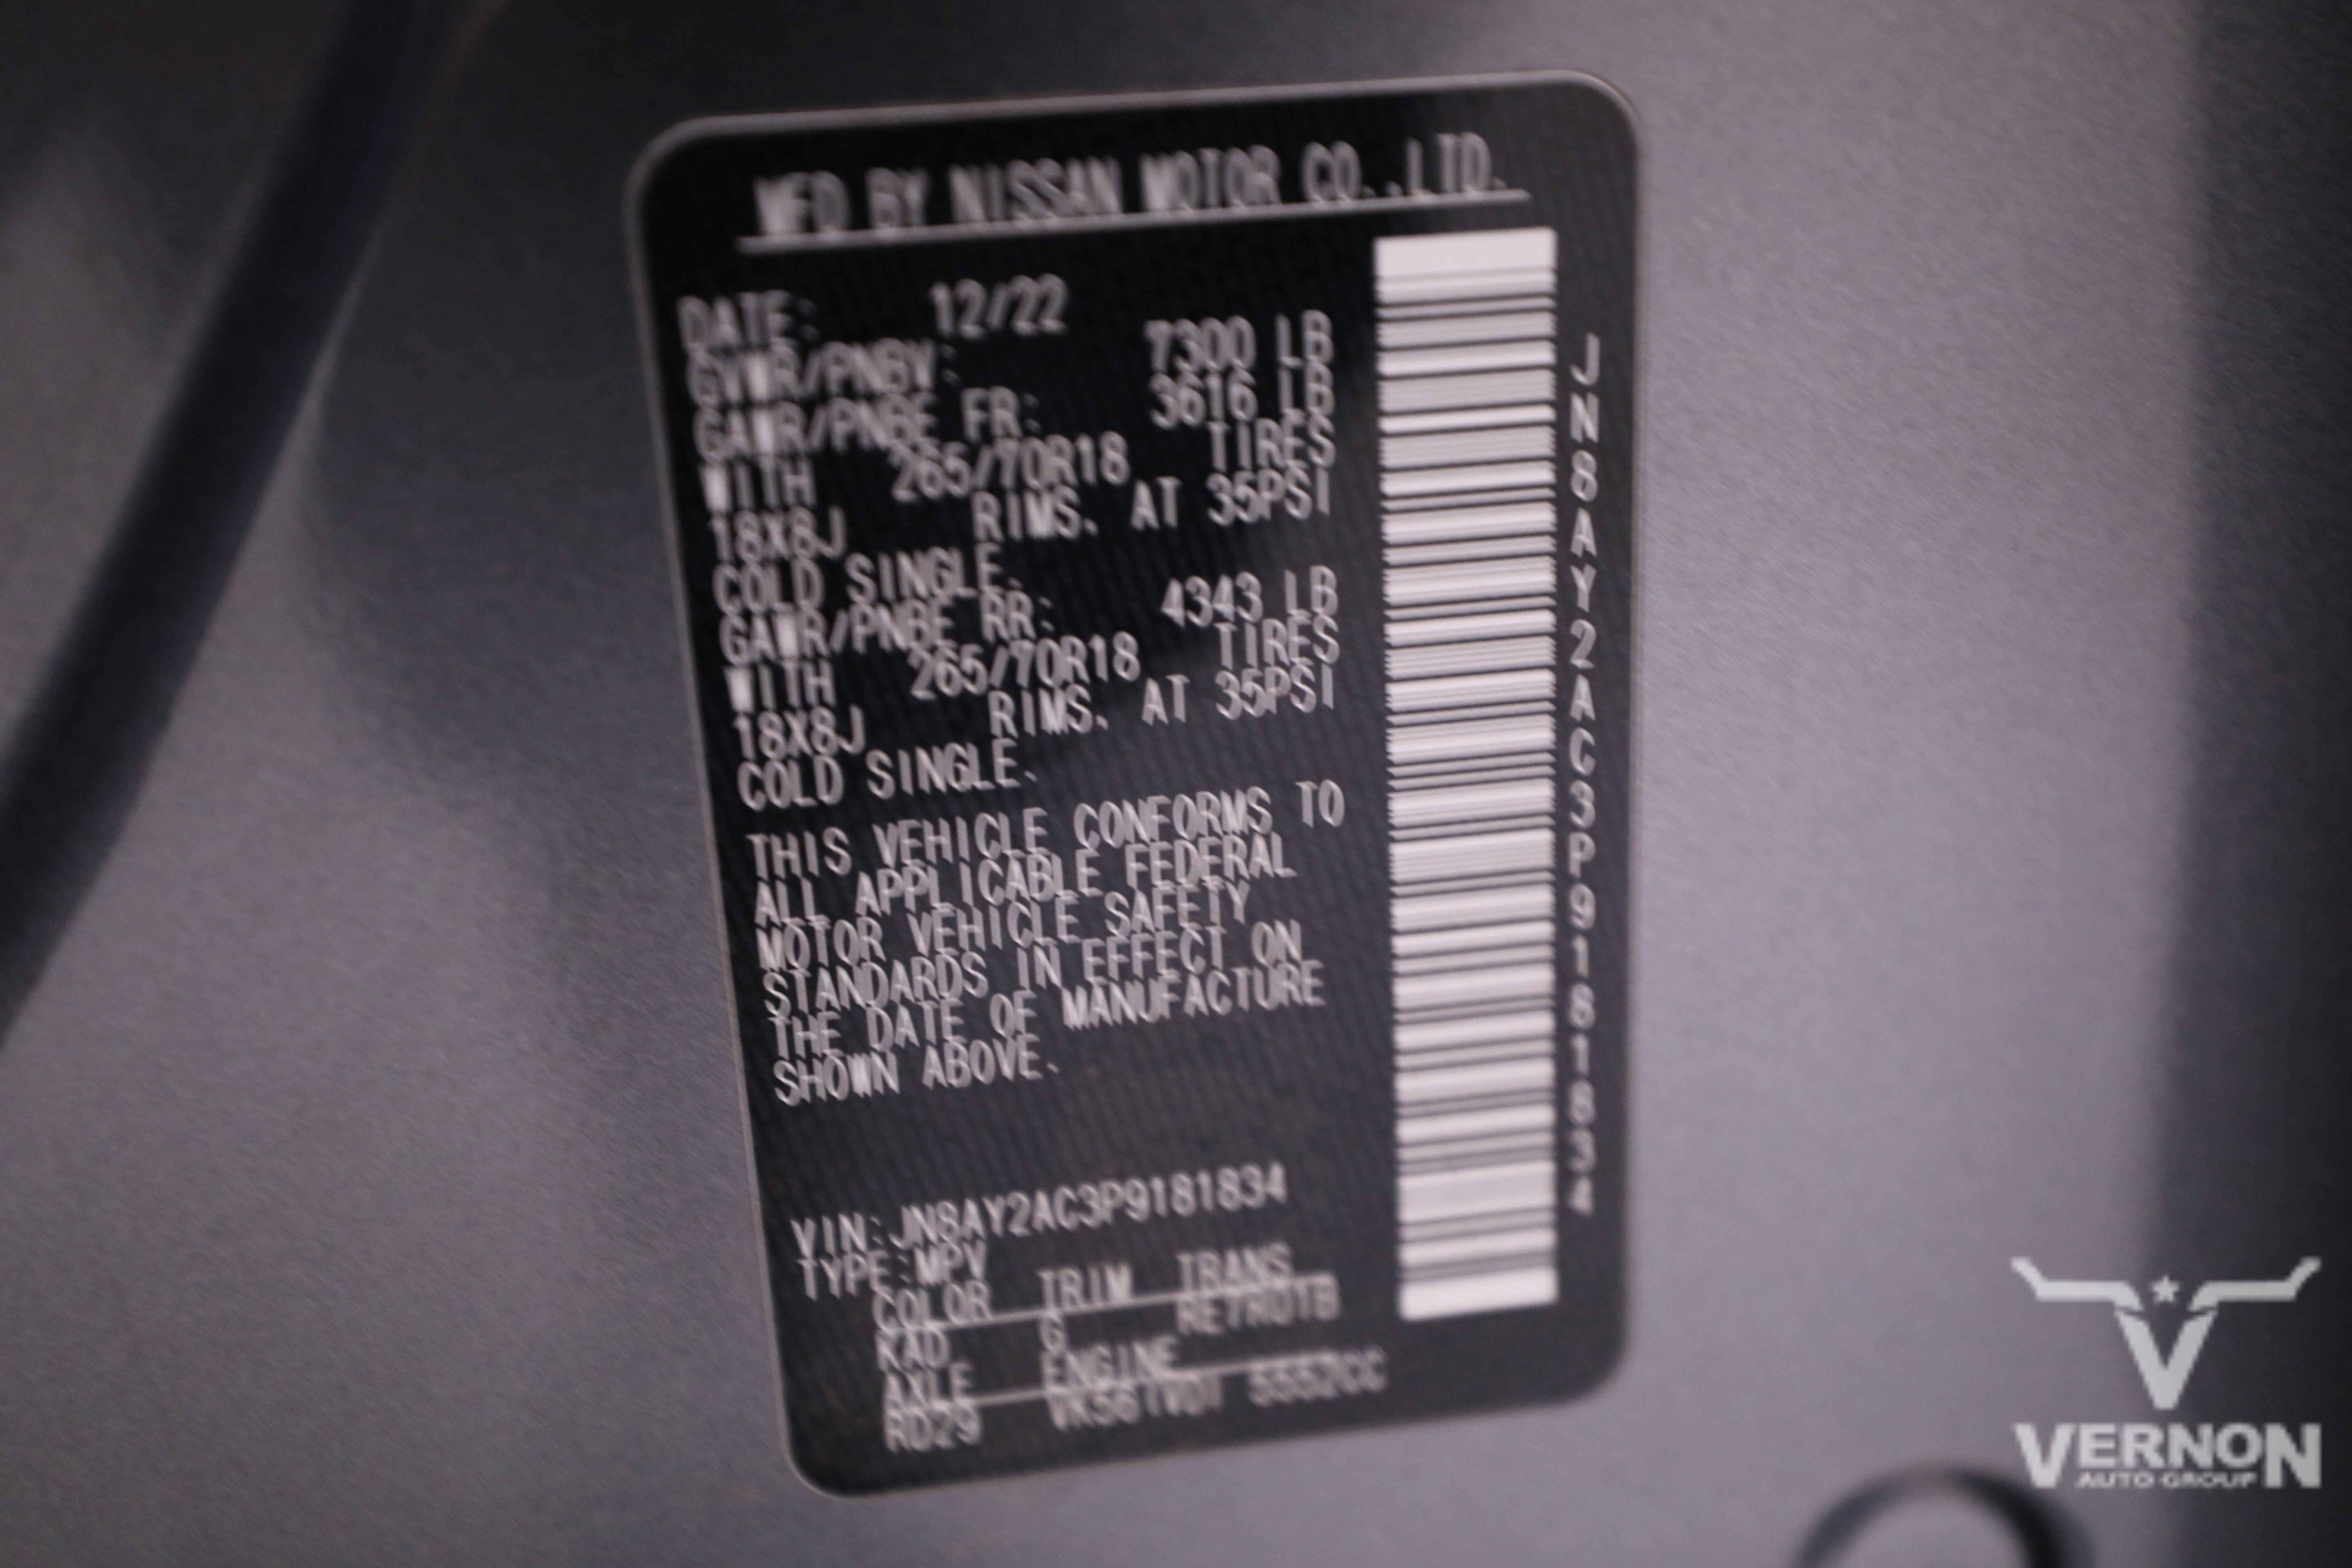 MFD BY NISSAN MOTOR CO.,LTD.
DATE: 12/22
GVWR/PNBV: 7300 LB
GAWR/PNBE FR: 3616 LB
WITH 265/70R18 TIRES
18X8J RIMS. AT 35PSI
COLD SINGLE.
GAWR/PNBE RR: 4343 LB
WITH 265/70R18 TIRES
18X8J RIMS. AT 35PSI
COLD SINGLE.
THIS VEHICLE CONFORMS TO
ALL APPLICABLE FEDERAL
MOTOR VEHICLE SAFETY
STANDARDS IN EFFECT ON
THE DATE OF MANUFACTURE
SHOWN ABOVE.
VIN:JN8AY2AC3P9181834
TYPE:MPV
COLOR TRIM TRANS
KAD G RE7R01B
AXLE ENGINE
RD29 5552CC
JN8AY2AC3P9181834
VERNON
AUTO GROUP